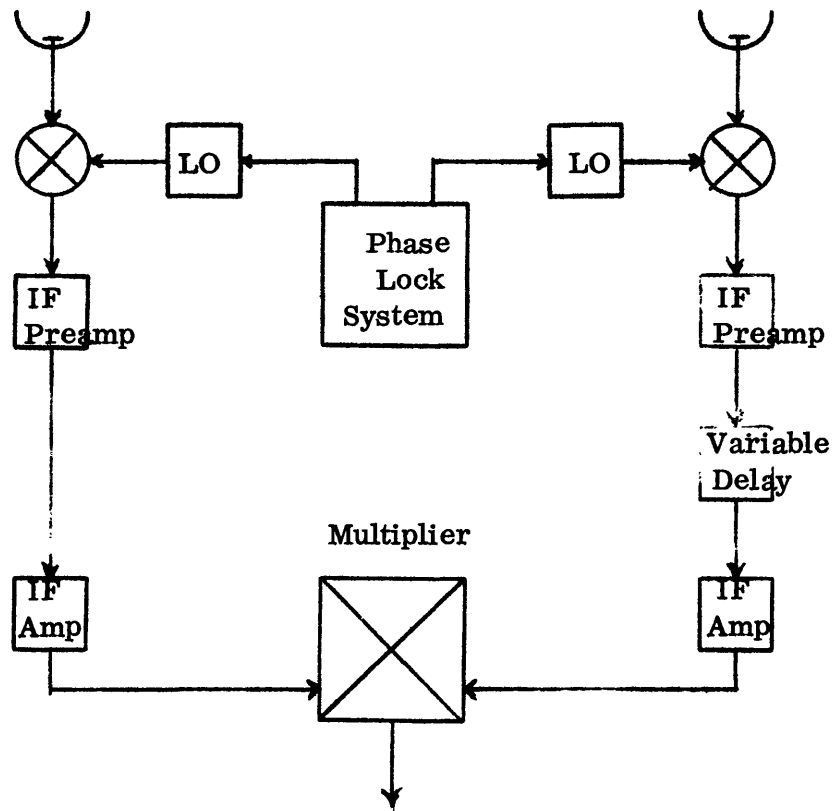 LO
LO
Phase
Lock
System
IF
Preamp
IF
Preamp
Variable
Delay
Multiplier
IF
Amp
IF
Amp